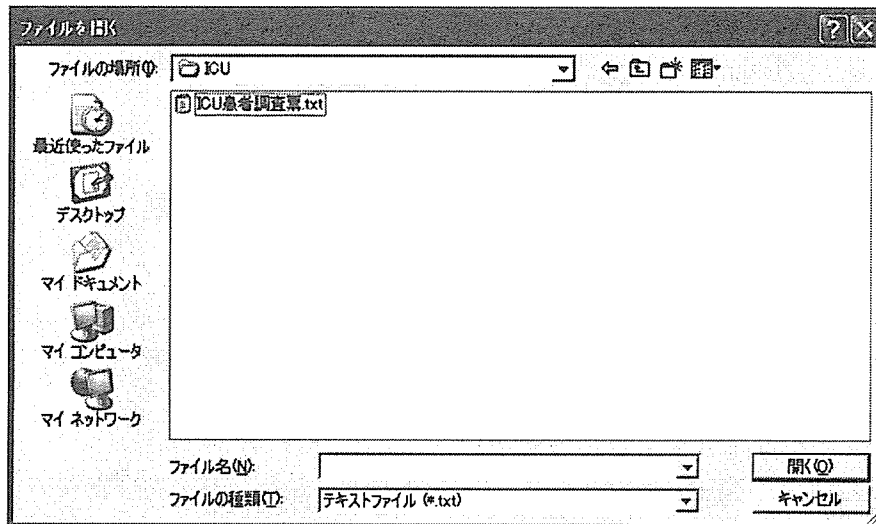 ファイルを開く
ファイルの場所(I): ICU
ICU患者調査票.txt
最近使ったファイル
デスクトップ
マイ ドキュメント
マイ コンピュータ
マイ ネットワーク
ファイル名(N):
開く(O)
ファイルの種類(T): テキストファイル (*.txt)
キャンセル